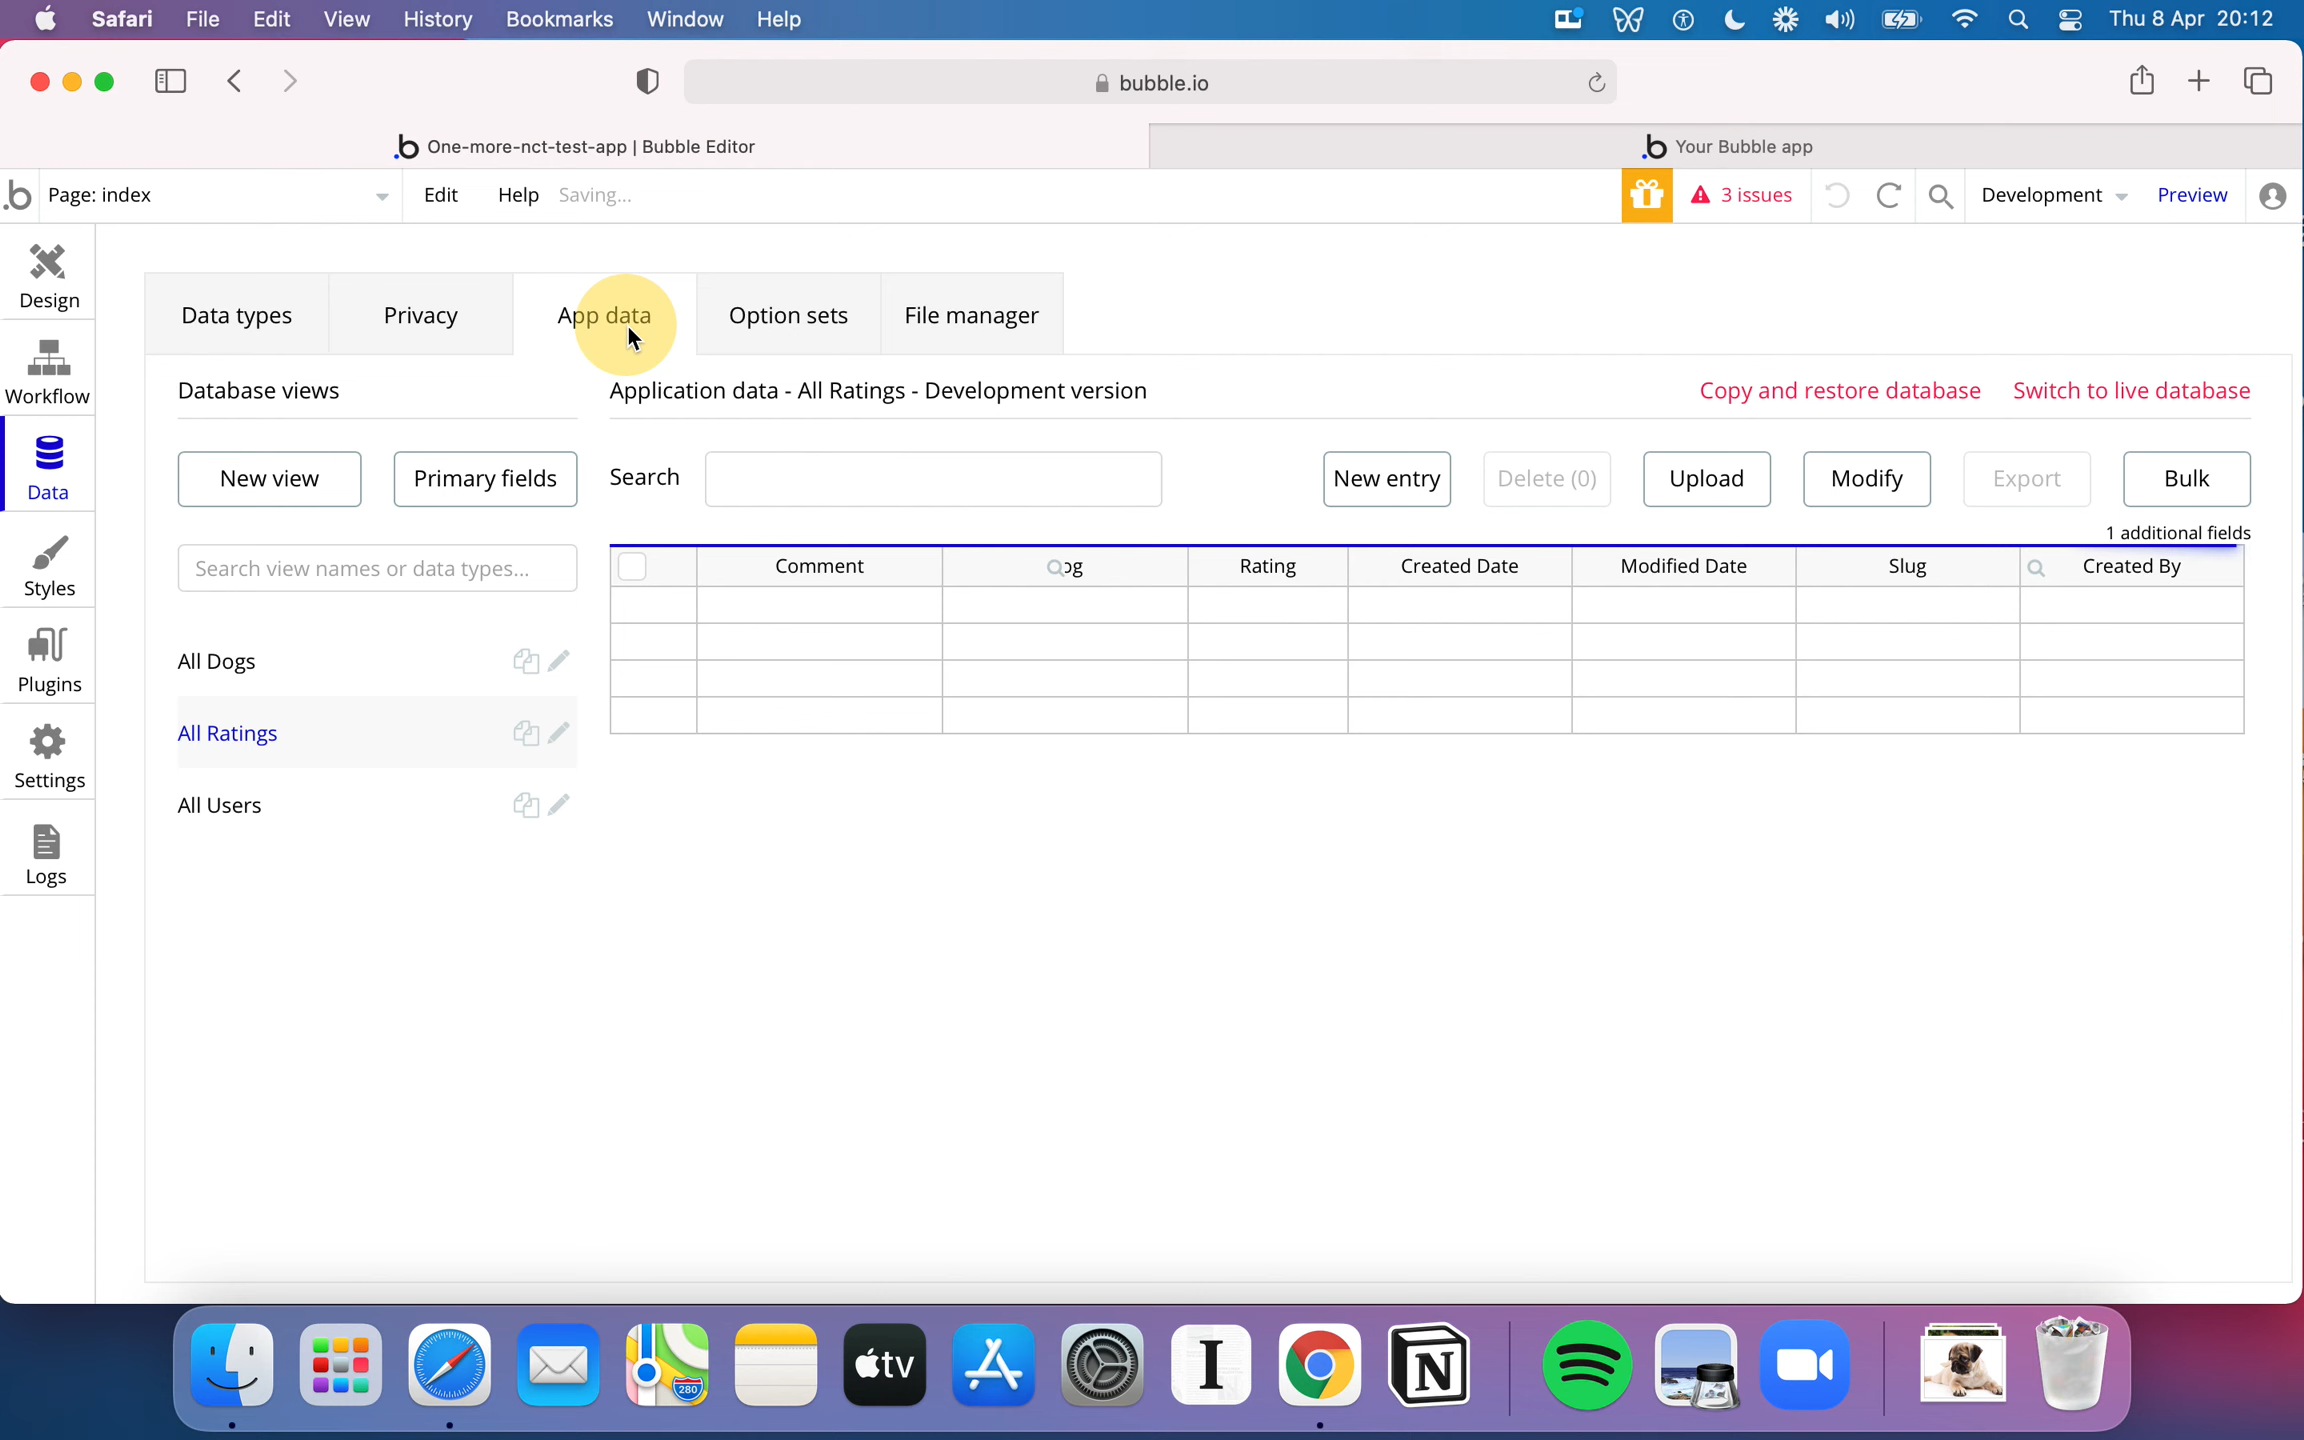 Safari File Edit View History Bookmarks Window Help Thu 8 Apr 20:12
bubble.io
One-more-nct-test-app | Bubble Editor
Your Bubble app
Page: index Edit Help Saving... 3 issues Development Preview
Design
Workflow
Data
Styles
Plugins
Settings
Logs
Data types Privacy App data Option sets File manager
Database views
New view Primary fields
Search view names or data types...
All Dogs
All Ratings
All Users
Application data - All Ratings - Development version Copy and restore database Switch to live database
Search New entry Delete (0) Upload Modify Export Bulk
1 additional fields
Comment Rating Created Date Modified Date Slug Created By
tv
280